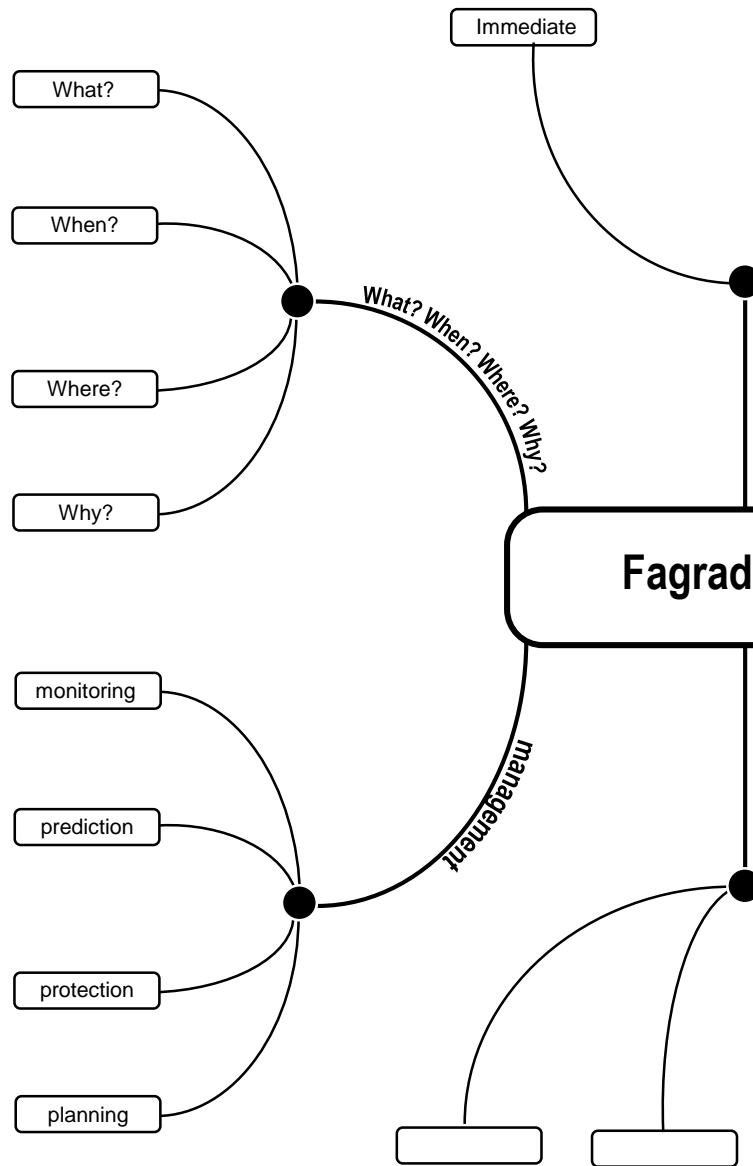 Immediate
What?
When?
What? When? Where? Why?
Where?
Why?
Fagrad
monitoring
management
prediction
protection
planning